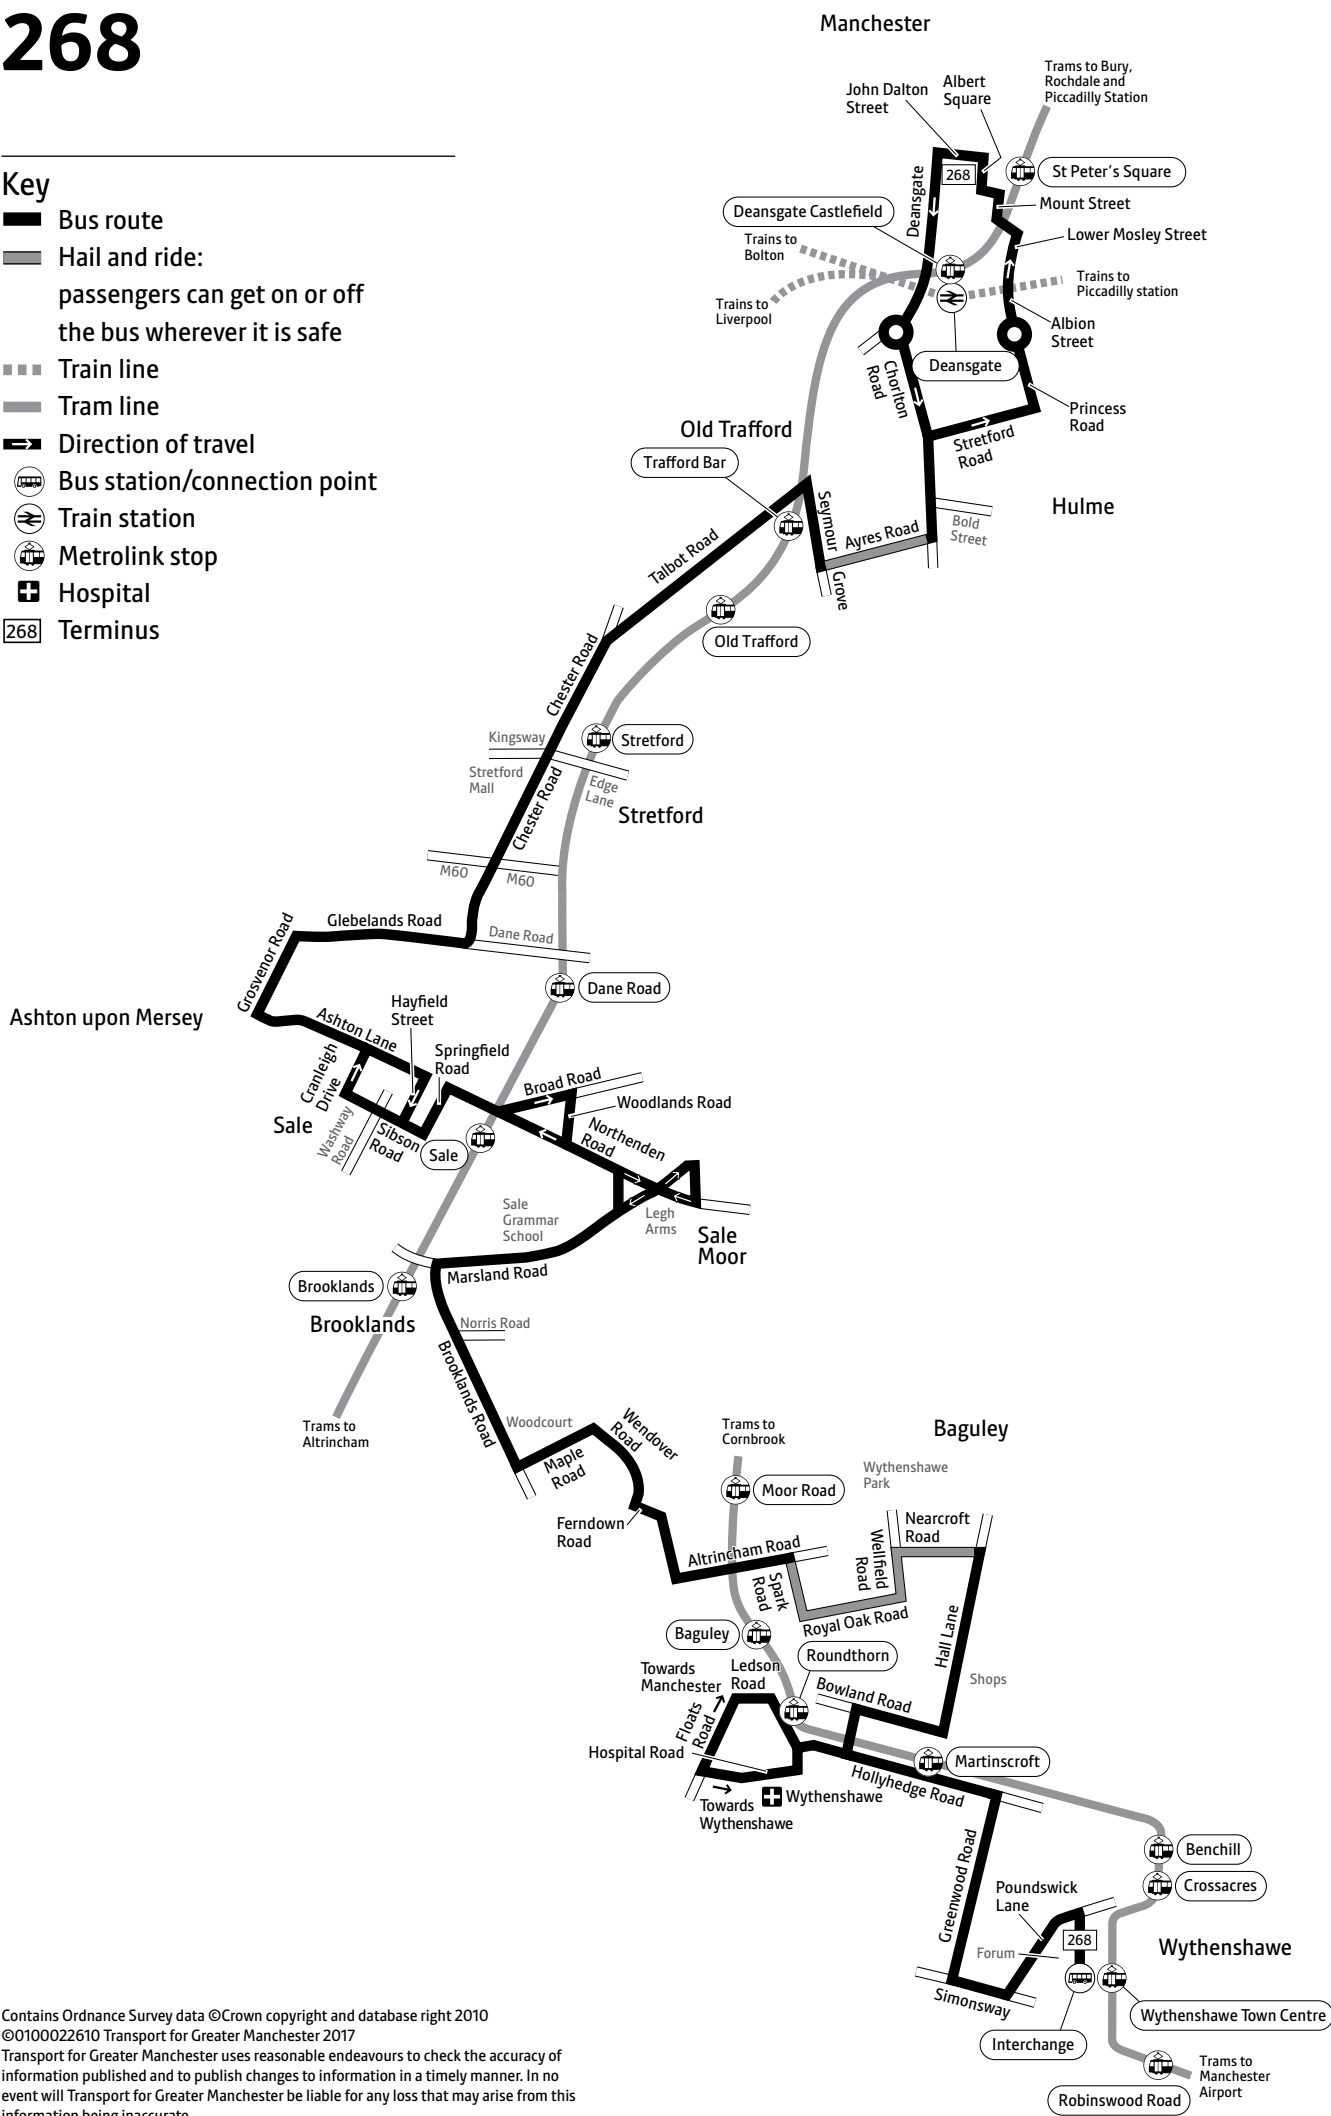 268
Key
Bus route
Hail and ride:
passengers can get on or off
the bus wherever it is safe
Train line
Tram line
Direction of travel
Bus station/connection point
Train station
Metrolink stop
Hospital
268
Terminus
Manchester
Trams to Bury,
Rochdale and
Piccadilly Station
John Dalton
Street
Albert
Square
268
St Peter's Square
Deansgate
Mount Street
Deansgate Castlefield
Lower Mosley Street
Trains to
Bolton
Trains to
Piccadilly station
Trains to
Liverpool
Albion
Street
Deansgate
Chorlton
Road
Princess
Road
Stretford
Road
Old Trafford
Trafford Bar
Hulme
Seymour
Grove
Ayres Road
Bold
Street
Talbot Road
Old Trafford
Chester Road
Kingsway
Stretford
Stretford
Mall
Edge
Lane
Chester Road
Stretford
M60
M60
Glebelands Road
Dane Road
Grosvenor Road
Dane Road
Ashton upon Mersey
Hayfield
Street
Ashton Lane
Springfield
Road
Cranleigh
Drive
Broad Road
Woodlands Road
Sale
Washway
Road
Sibson
Road
Sale
Northenden
Road
Sale
Grammar
School
Legh
Arms
Sale
Moor
Marsland Road
Brooklands
Brooklands
Norris Road
Brooklands Road
Trams to
Altrincham
Woodcourt
Maple
Road
Wendover
Road
Trams to
Cornbrook
Baguley
Wythenshawe
Park
Moor Road
Ferndown
Road
Nearcroft
Road
Altrincham Road
Wellfield
Road
Spark
Road
Royal Oak Road
Hall Lane
Baguley
Roundthorn
Towards
Manchester
Ledson
Road
Bowland Road
Shops
Floats
Road
Hospital Road
Martinscroft
Hollyhedge Road
Wythenshawe
Towards
Wythenshawe
Benchill
Greenwood Road
Crossacres
Poundswick
Lane
268
Forum
Wythenshawe
Simonsway
Wythenshawe Town Centre
Interchange
Trams to
Manchester
Airport
Robinswood Road
Contains Ordnance Survey data ©Crown copyright and database right 2010
©0100022610 Transport for Greater Manchester 2017
Transport for Greater Manchester uses reasonable endeavours to check the accuracy of
information published and to publish changes to information in a timely manner. In no
event will Transport for Greater Manchester be liable for any loss that may arise from this
information being inaccurate